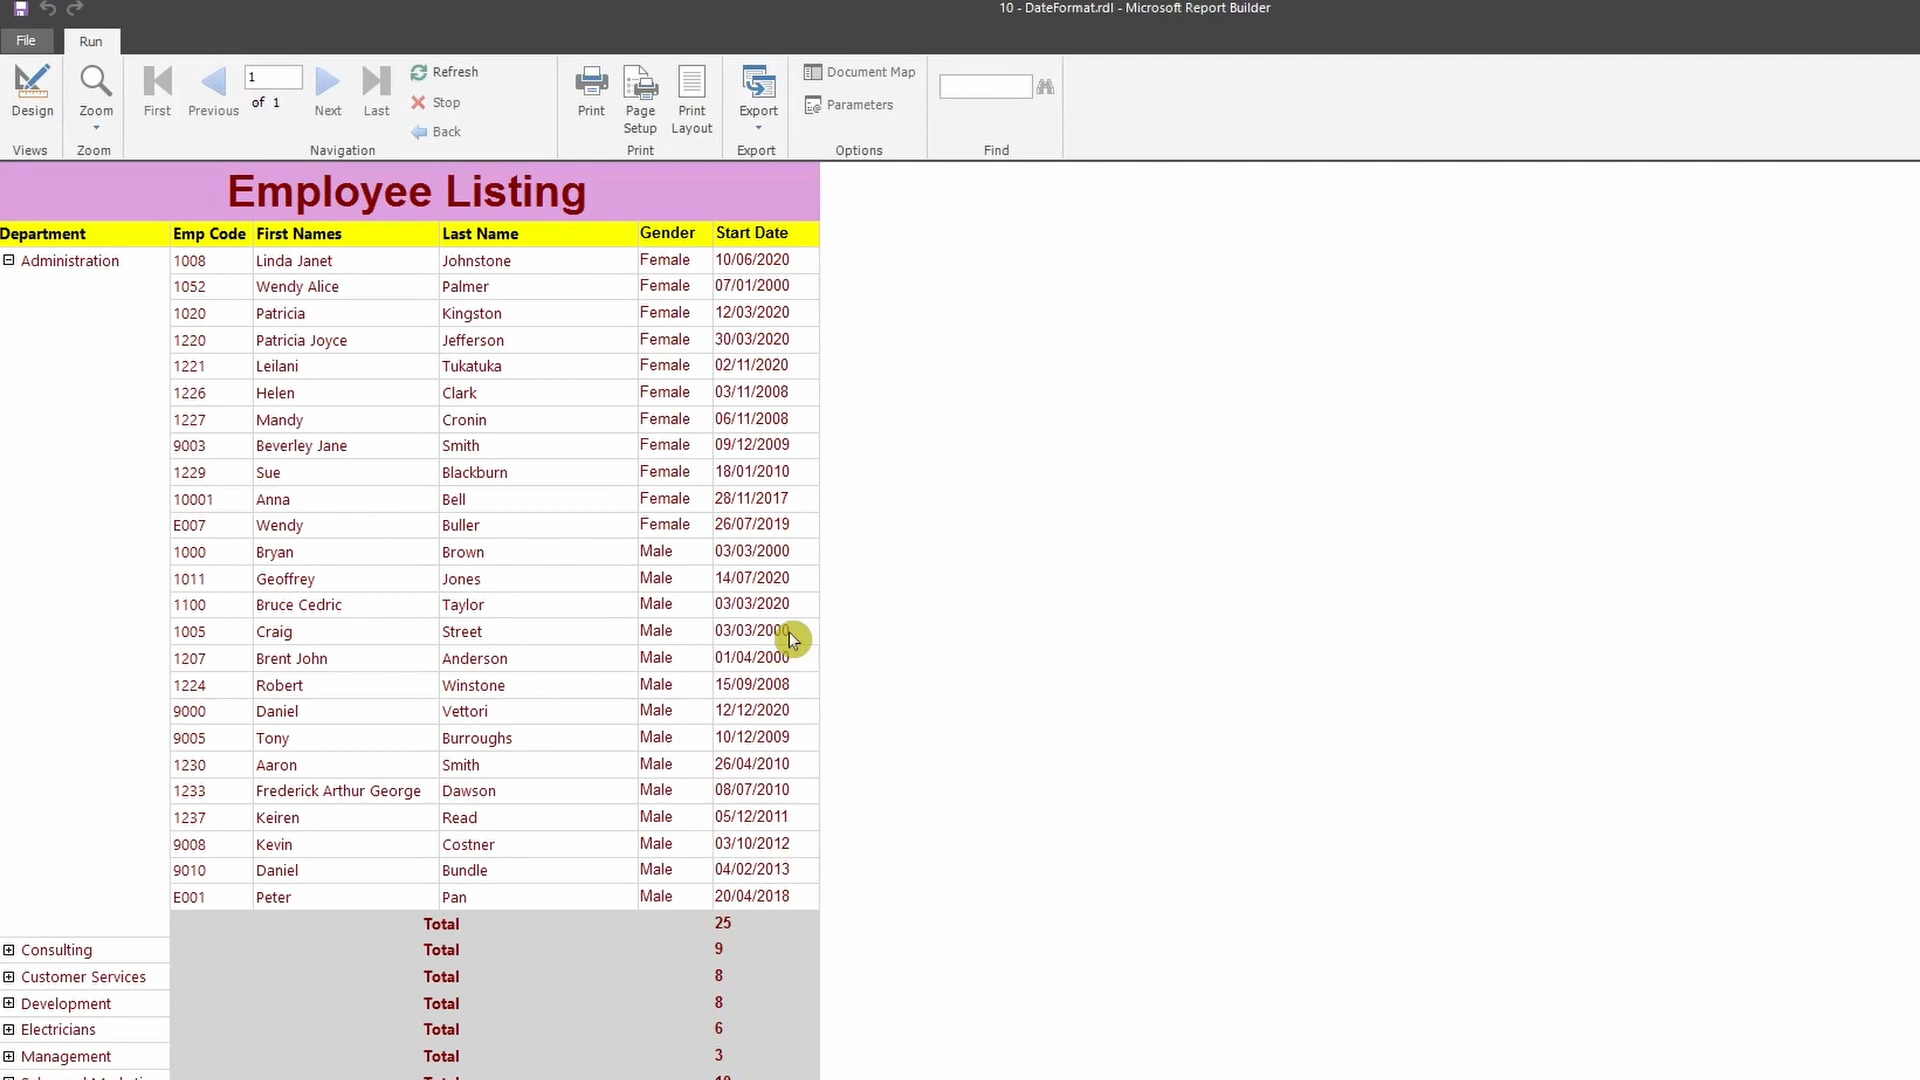 10 - DateFormat.rdl - Microsoft Report Builder
File Run
Design Zoom First Previous 1 of 1 Next Last Refresh Stop Back Print Page Setup Print Layout Export Document Map Parameters
Views Zoom Navigation Print Export Options Find
Employee Listing
Department Emp Code First Names Last Name Gender Start Date
Administration 1008 Linda Janet Johnstone Female 10/06/2020
1052 Wendy Alice Palmer Female 07/01/2000
1020 Patricia Kingston Female 12/03/2020
1220 Patricia Joyce Jefferson Female 30/03/2020
1221 Leilani Tukatuka Female 02/11/2020
1226 Helen Clark Female 03/11/2008
1227 Mandy Cronin Female 06/11/2008
9003 Beverley Jane Smith Female 09/12/2009
1229 Sue Blackburn Female 18/01/2010
10001 Anna Bell Female 28/11/2017
E007 Wendy Buller Female 26/07/2019
1000 Bryan Brown Male 03/03/2000
1011 Geoffrey Jones Male 14/07/2020
1100 Bruce Cedric Taylor Male 03/03/2020
1005 Craig Street Male 03/03/2000
1207 Brent John Anderson Male 01/04/2000
1224 Robert Winstone Male 15/09/2008
9000 Daniel Vettori Male 12/12/2020
9005 Tony Burroughs Male 10/12/2009
1230 Aaron Smith Male 26/04/2010
1233 Frederick Arthur George Dawson Male 08/07/2010
1237 Keiren Read Male 05/12/2011
9008 Kevin Costner Male 03/10/2012
9010 Daniel Bundle Male 04/02/2013
E001 Peter Pan Male 20/04/2018
Total 25
Consulting Total 9
Customer Services Total 8
Development Total 8
Electricians Total 6
Management Total 3